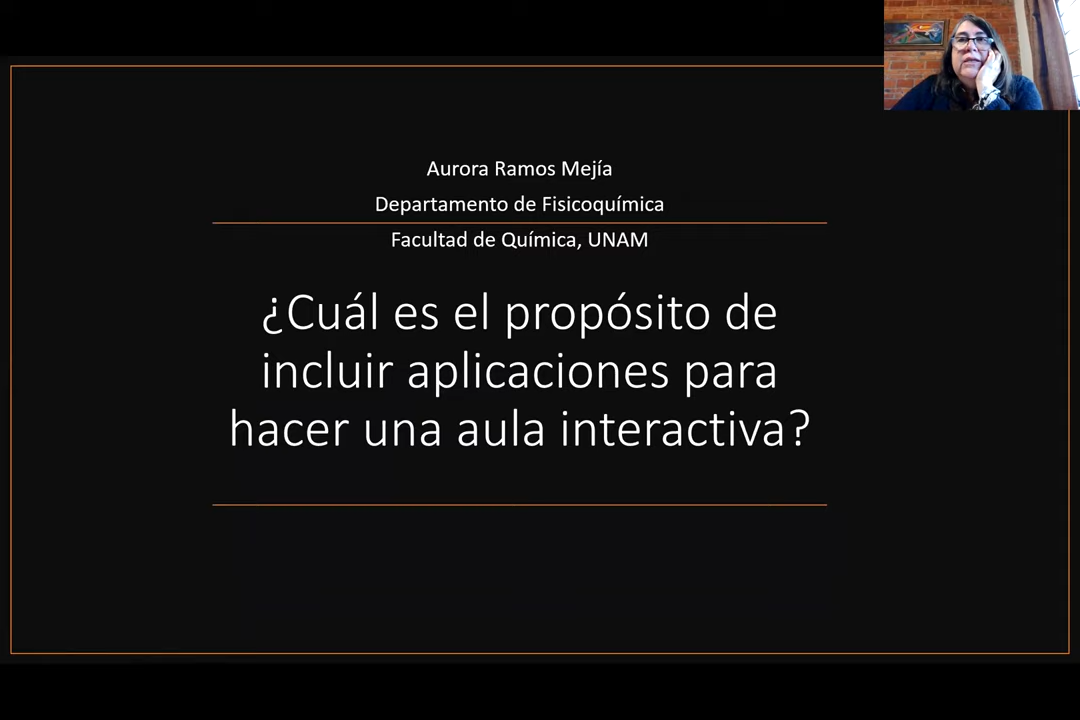 Aurora Ramos Mejía
Departamento de Fisicoquímica
Facultad de Química, UNAM
¿Cuál es el propósito de
incluir aplicaciones para
hacer una aula interactiva?